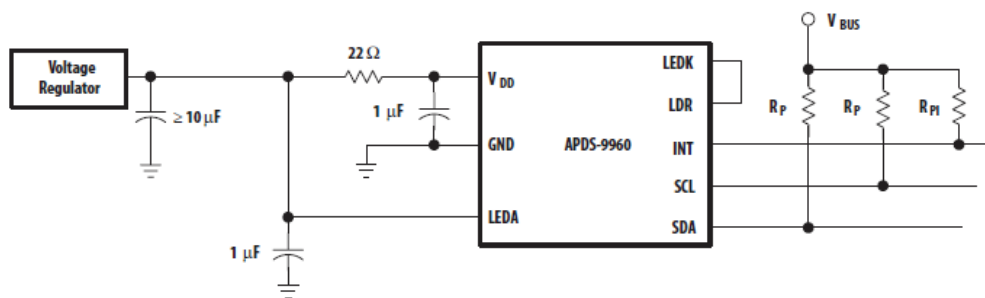 Voltage
Regulator
≥ 10 µF
22 Ω
1 µF
1 µF
V DD
GND
LEDA
APDS-9960
LEDK
LDR
INT
SCL
SDA
V BUS
R P
R P
R PI